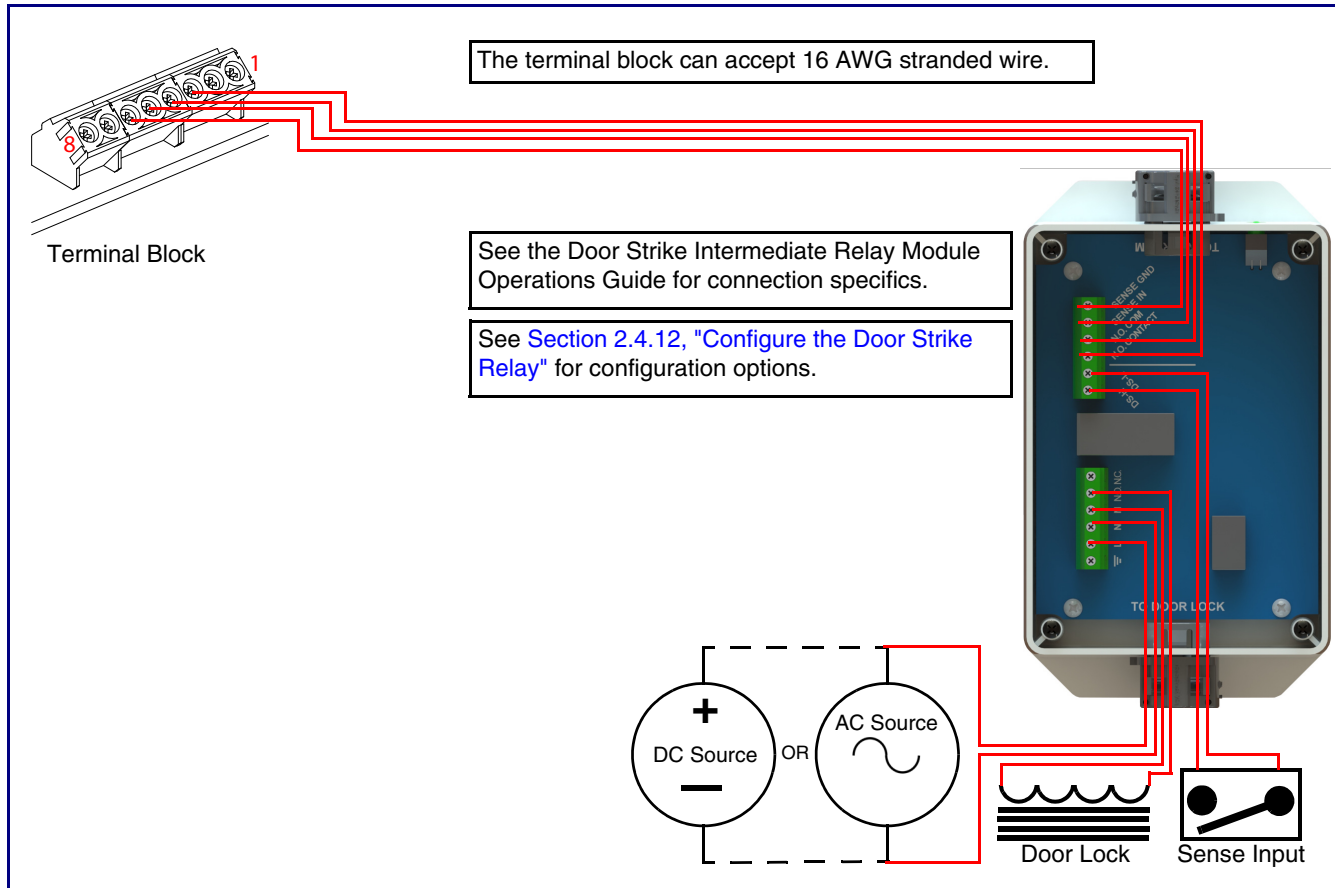 1
The terminal block can accept 16 AWG stranded wire.
8
Terminal Block
See the Door Strike Intermediate Relay Module
Operations Guide for connection specifics.
See Section 2.4.12, "Configure the Door Strike
Relay" for configuration options.
SENSE GND
SENSE IN
N.O. COM
N.O. CONTACT
DS-
N.C.
N.O.
N
L
TO DOOR LOCK
+
DC Source
−
OR
AC Source
Door Lock
Sense Input